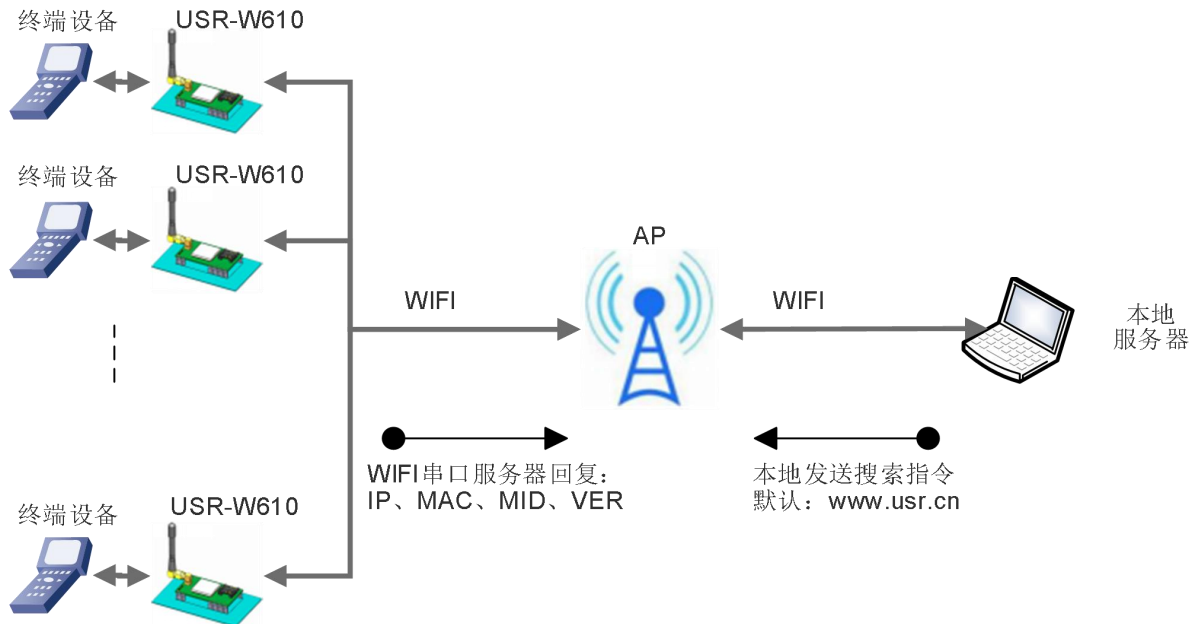 终端设备
USR-W610
终端设备
USR-W610
AP
WIFI
WIFI
本地
服务器
WIFI串口服务器回复：
IP、MAC、MID、VER
本地发送搜索指令
默认：www.usr.cn
终端设备
USR-W610